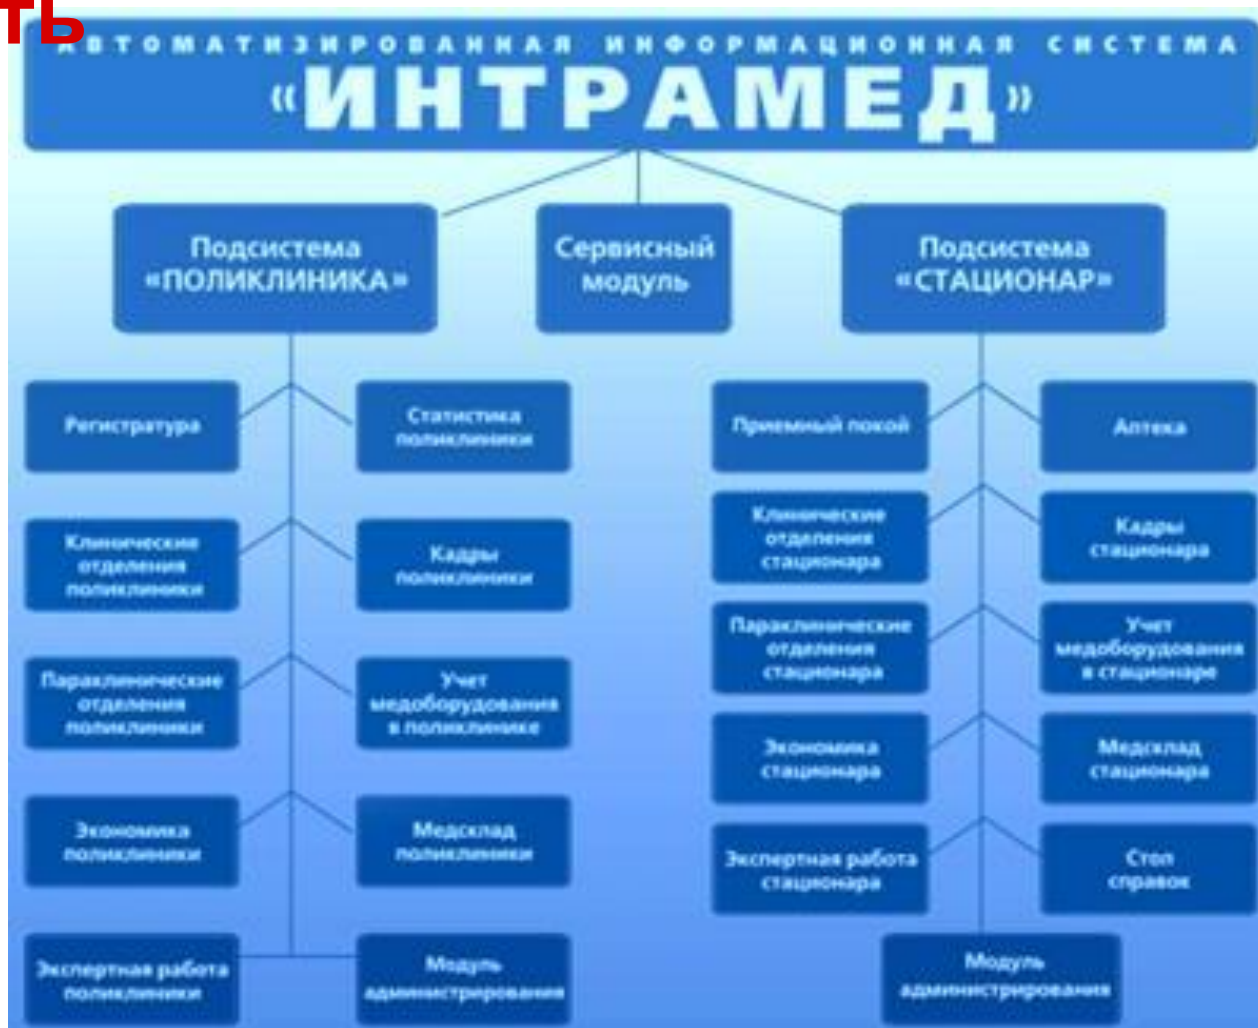 ть
АВТОМАТИЗИРОВАННАЯ ИНФОРМАЦИОННАЯ СИСТЕМА
«ИНТРАМЕД»
Подсистема
«ПОЛИКЛИНИКА»
Сервисный
модуль
Подсистема
«СТАЦИОНАР»
Регистратура
Статистика
поликлиники
Клинические
отделения
поликлиники
Кадры
поликлиники
Параклинические
отделения
поликлиники
Учет
медоборудования
в поликлинике
Экономика
поликлиники
Медсклад
поликлиники
Экспертная работа
поликлиники
Модуль
администрирования
Приемный покой
Аптека
Клинические
отделения
стационара
Кадры
стационара
Параклинические
отделения
стационара
Учет
медоборудования
в стационаре
Экономика
стационара
Медсклад
стационара
Экспертная работа
стационара
Стол
справок
Модуль
администрирования